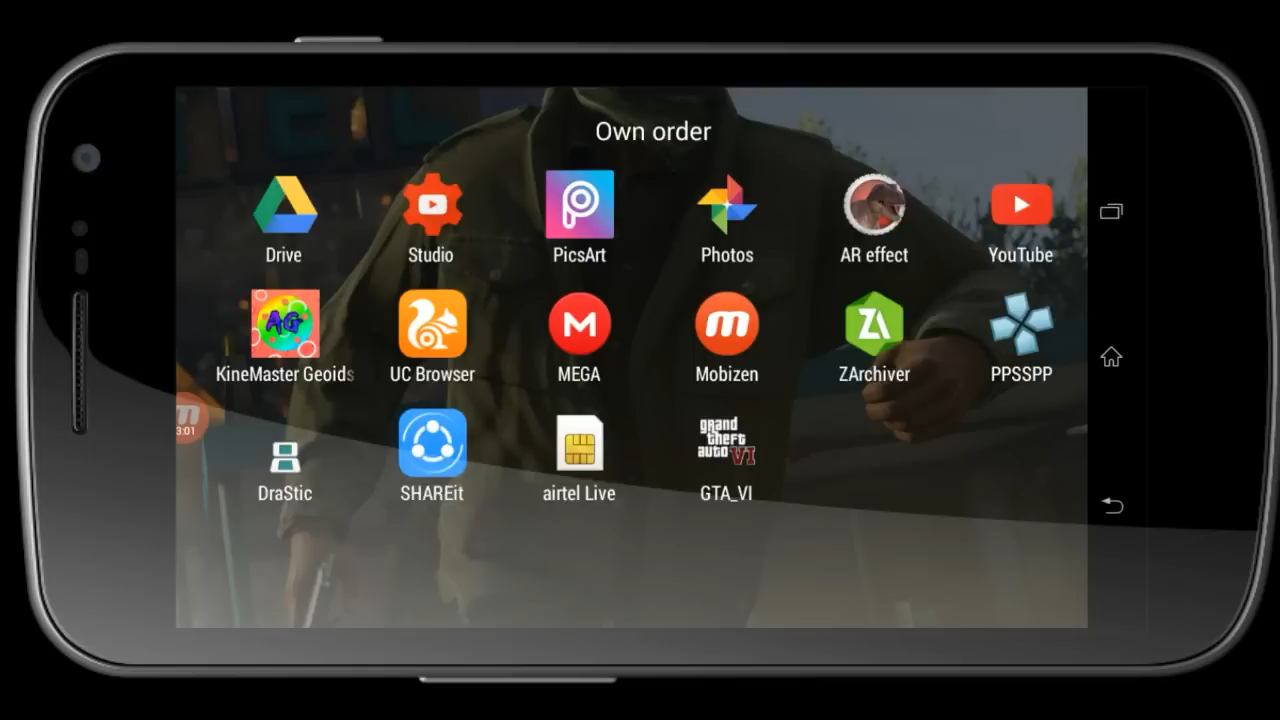 Own order
Drive
Studio
PicsArt
Photos
AR effect
YouTube
AG
KineMaster Geoids
UC Browser
MEGA
Mobizen
ZArchiver
PPSSPP
3:01
DraStic
SHAREit
airtel Live
grand
theft
auto VI
GTA_VI